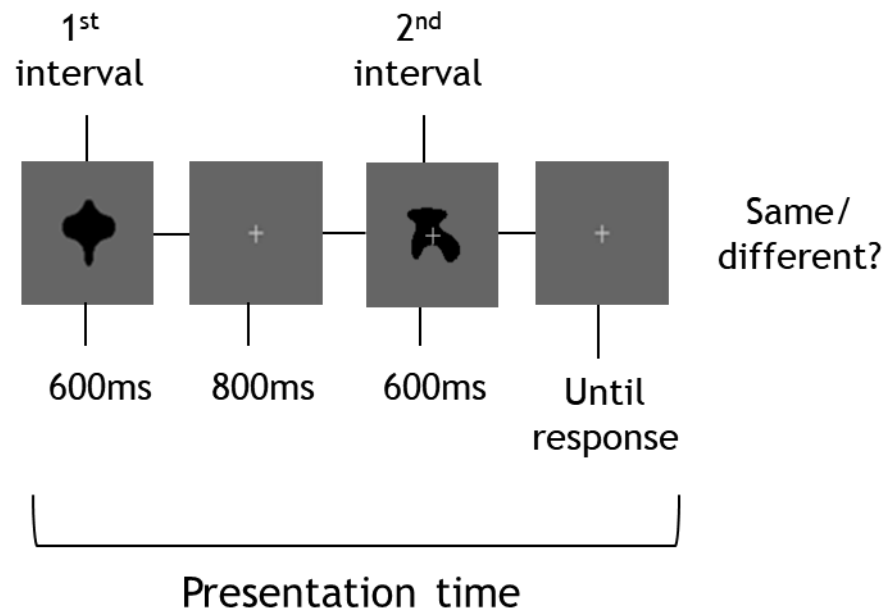 1st
interval
2nd
interval
Same/
different?
600ms
800ms
600ms
Until
response
Presentation time